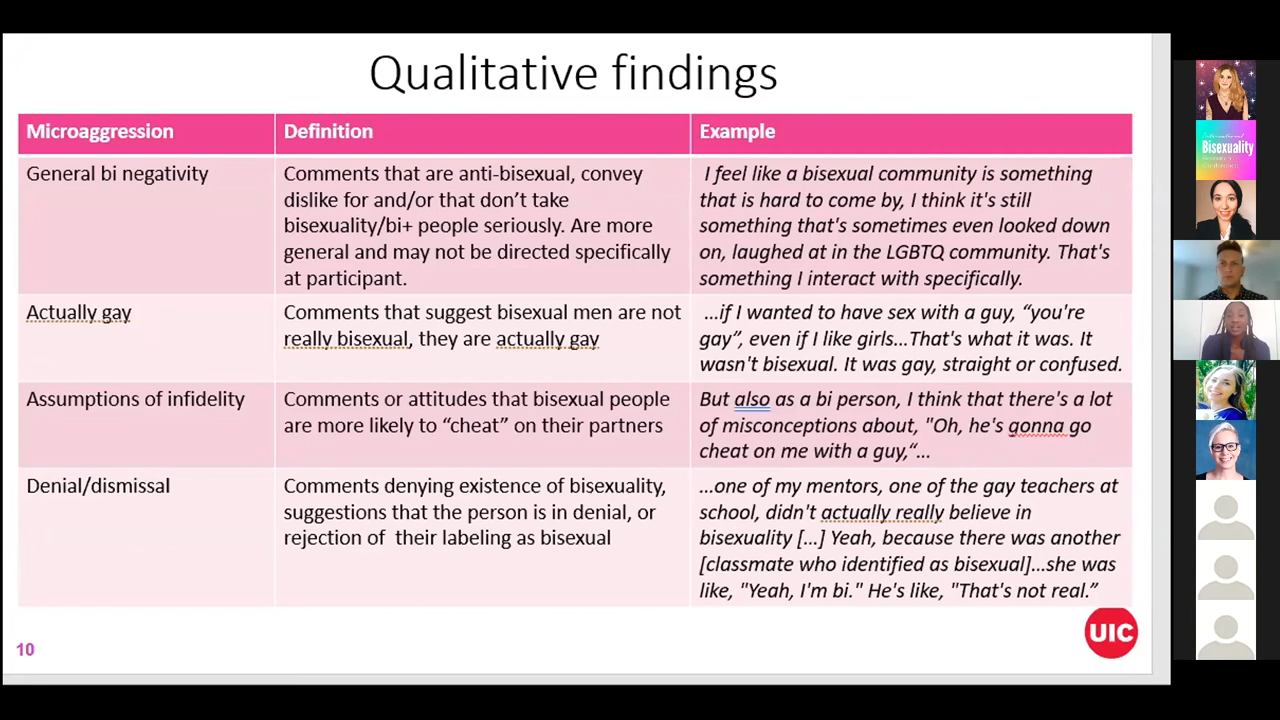 Qualitative findings
Microaggression
Definition
Example
General bi negativity
Comments that are anti-bisexual, convey
dislike for and/or that don't take
bisexuality/bi+ people seriously. Are more
general and may not be directed specifically
at participant.
I feel like a bisexual community is something
that is hard to come by, I think it's still
something that's sometimes even looked down
on, laughed at in the LGBTQ community. That's
something I interact with specifically.
Actually gay
Comments that suggest bisexual men are not
really bisexual, they are actually gay
...if I wanted to have sex with a guy, “you're
gay”, even if I like girls...That's what it was. It
wasn't bisexual. It was gay, straight or confused.
Assumptions of infidelity
Comments or attitudes that bisexual people
are more likely to “cheat” on their partners
But also as a bi person, I think that there's a lot
of misconceptions about, "Oh, he's gonna go
cheat on me with a guy,“...
Denial/dismissal
Comments denying existence of bisexuality,
suggestions that the person is in denial, or
rejection of their labeling as bisexual
...one of my mentors, one of the gay teachers at
school, didn't actually really believe in
bisexuality [...] Yeah, because there was another
[classmate who identified as bisexual]...she was
like, "Yeah, I'm bi." He's like, "That's not real.”
10
UIC
Bisexuality